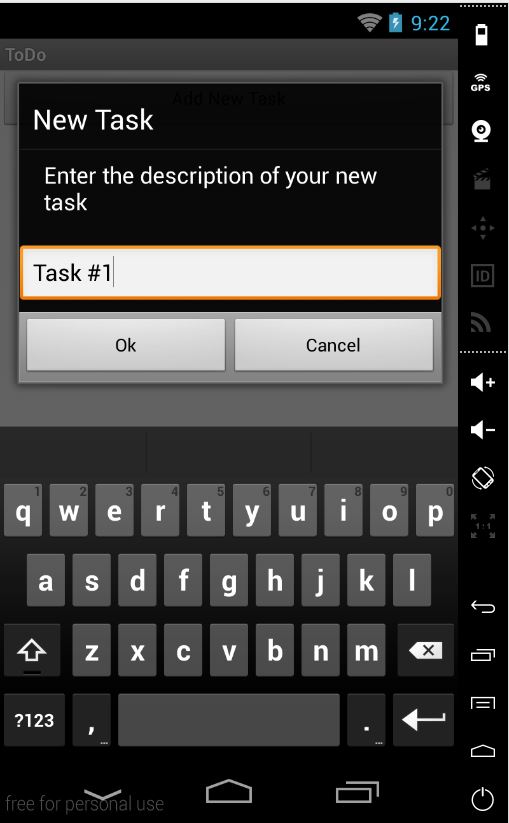 9:22
ToDo
Add New Task
New Task
Enter the description of your new
task
Task #1
Ok
Cancel
1 2 3 4 5 6 7 8 9 0
q w e r t y u i o p
a s d f g h j k l
z x c v b n m
?123 , ... . ...
free for personal use
GPS
ID
+
-
1:1